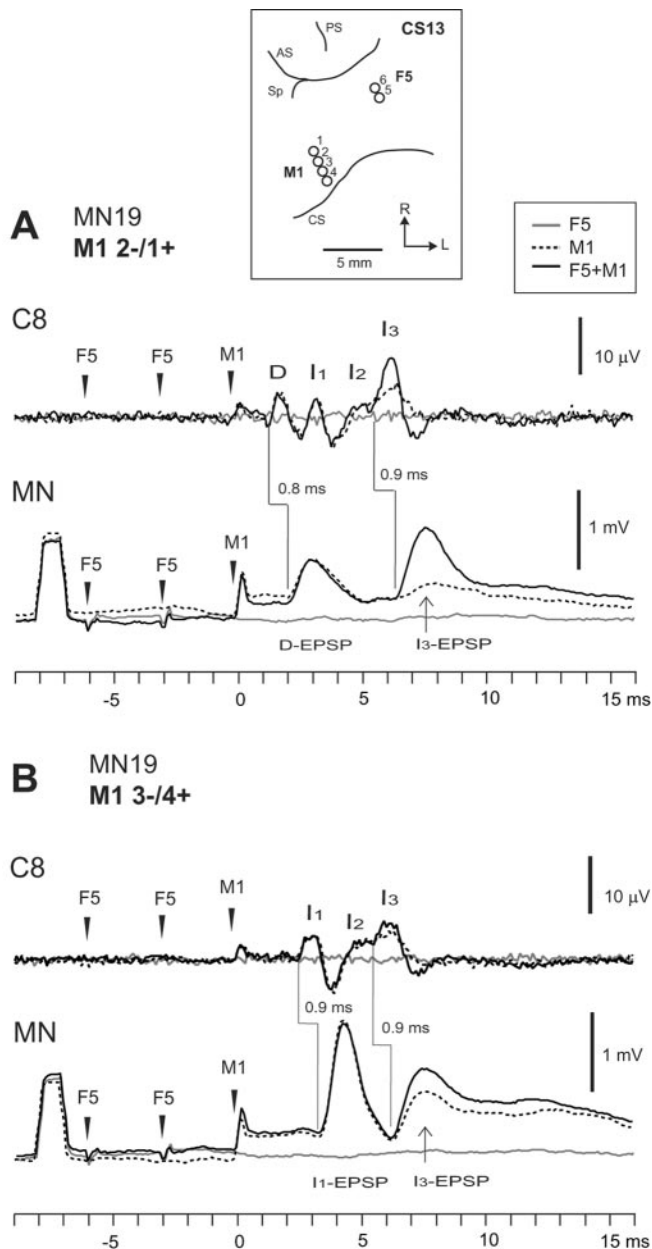 PS
CS13
AS
F5
Sp
6
5
1
2
3
4
M1
CS
R
L
5 mm
A MN19
M1 2-/1+
F5
M1
F5+M1
C8
F5 F5 M1 D I1 I2 I3
10 µV
0.8 ms 0.9 ms
MN
F5 F5 M1
1 mV
D-EPSP I3-EPSP
-5 0 5 10 15 ms
B MN19
M1 3-/4+
C8
F5 F5 M1 I1 I2 I3
10 µV
0.9 ms 0.9 ms
MN
F5 F5 M1
1 mV
I1-EPSP I3-EPSP
-5 0 5 10 15 ms